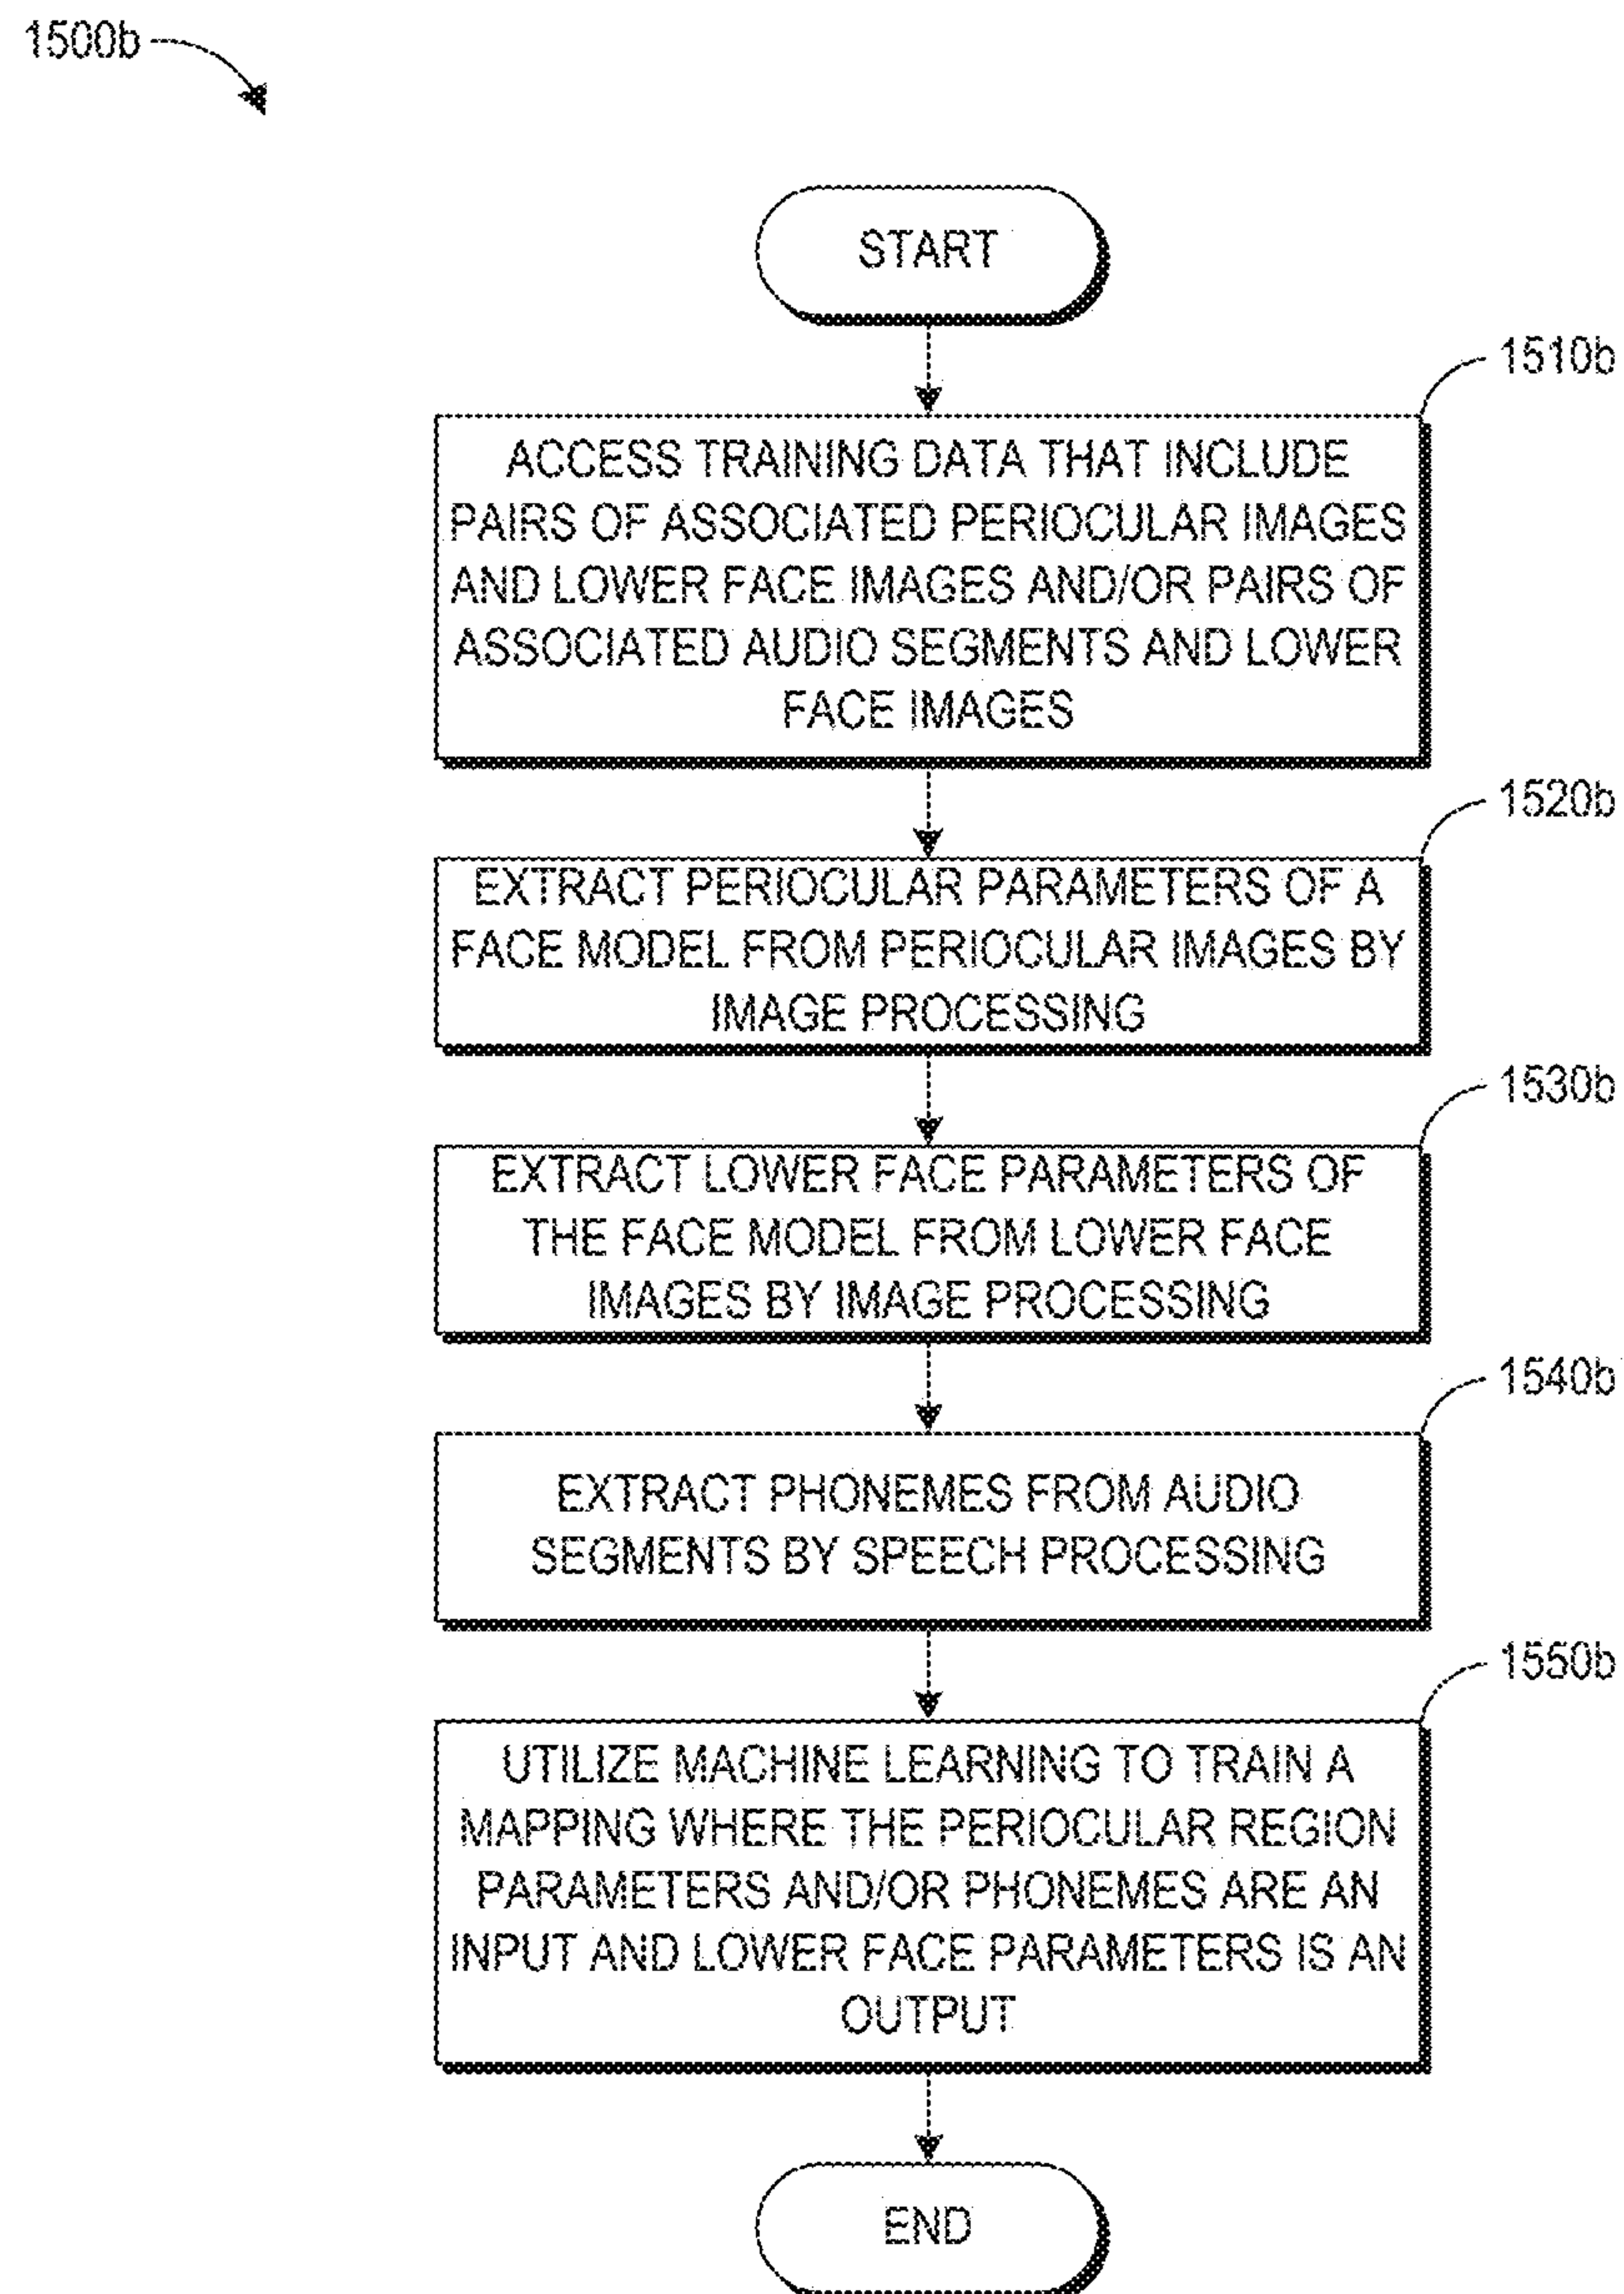 1500b
START
1510b
ACCESS TRAINING DATA THAT INCLUDE
PAIRS OF ASSOCIATED PERIOCULAR IMAGES
AND LOWER FACE IMAGES AND/OR PAIRS OF
ASSOCIATED AUDIO SEGMENTS AND LOWER
FACE IMAGES
1520b
EXTRACT PERIOCULAR PARAMETERS OF A
FACE MODEL FROM PERIOCULAR IMAGES BY
IMAGE PROCESSING
1530b
EXTRACT LOWER FACE PARAMETERS OF
THE FACE MODEL FROM LOWER FACE
IMAGES BY IMAGE PROCESSING
1540b
EXTRACT PHONEMES FROM AUDIO
SEGMENTS BY SPEECH PROCESSING
1550b
UTILIZE MACHINE LEARNING TO TRAIN A
MAPPING WHERE THE PERIOCULAR REGION
PARAMETERS AND/OR PHONEMES ARE AN
INPUT AND LOWER FACE PARAMETERS IS AN
OUTPUT
END